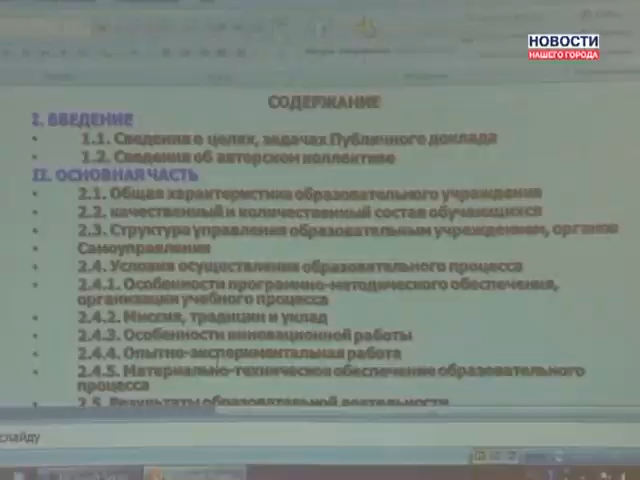 НОВОСТИ
НАШЕГО ГОРОДА
СОДЕРЖАНИЕ
I. ВВЕДЕНИЕ
• 1.1. Сведения о целях, задачах Публичного доклада
• 1.2. Сведения об авторском коллективе
II. ОСНОВНАЯ ЧАСТЬ
• 2.1. Общая характеристика образовательного учреждения
• 2.2. качественный и количественный состав обучающихся
• 2.3. Структура управления образовательным учреждением, органов
• Самоуправления
• 2.4. Условия осуществления образовательного процесса
• 2.4.1. Особенности программно-методического обеспечения,
организации учебного процесса
• 2.4.2. Миссия, традиции и уклад
• 2.4.3. Особенности инновационной работы
• 2.4.4. Опытно-экспериментальная работа
• 2.4.5. Материально-техническое обеспечение образовательного
процесса
• 2.5. Результаты образовательной деятельности
слайду